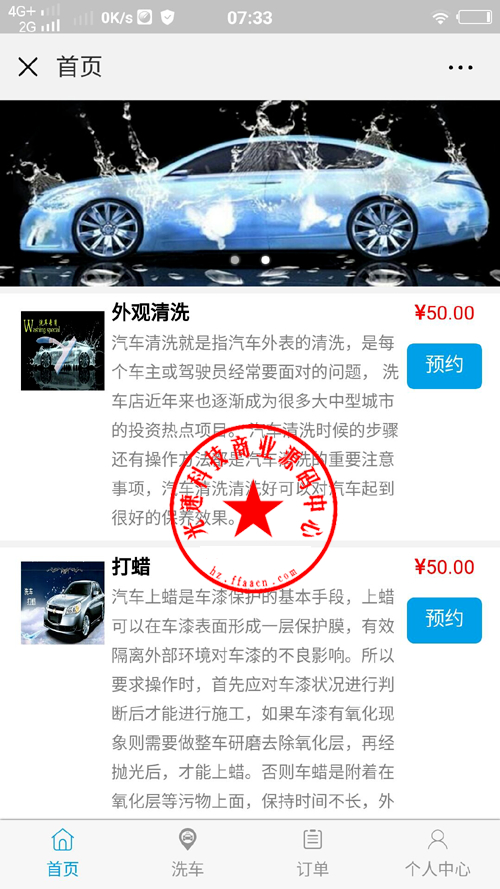 4G+
2G
0K/s
07:33
首页
外观清洗
¥50.00
汽车清洗就是指汽车外表的清洗，是每
个车主或驾驶员经常要面对的问题， 洗
预约
车店近年来也逐渐成为很多大中型城市
的投资热点项目。 汽车清洗时候的步骤
还有操作方法都是汽车清洗的重要注意
事项，汽车清洗清洗好可以对汽车起到
很好的保养效果。
光速科技商业源码中心
hz.ffaacn.com
打蜡
¥50.00
汽车上蜡是车漆保护的基本手段，上蜡
可以在车漆表面形成一层保护膜，有效
预约
隔离外部环境对车漆的不良影响。所以
要求操作时，首先应对车漆状况进行判
断后才能进行施工，如果车漆有氧化现
象则需要做整车研磨去除氧化层，再经
抛光后，才能上蜡。否则车蜡是附着在
氧化层等污物上面，保持时间不长，外
首页
洗车
订单
个人中心